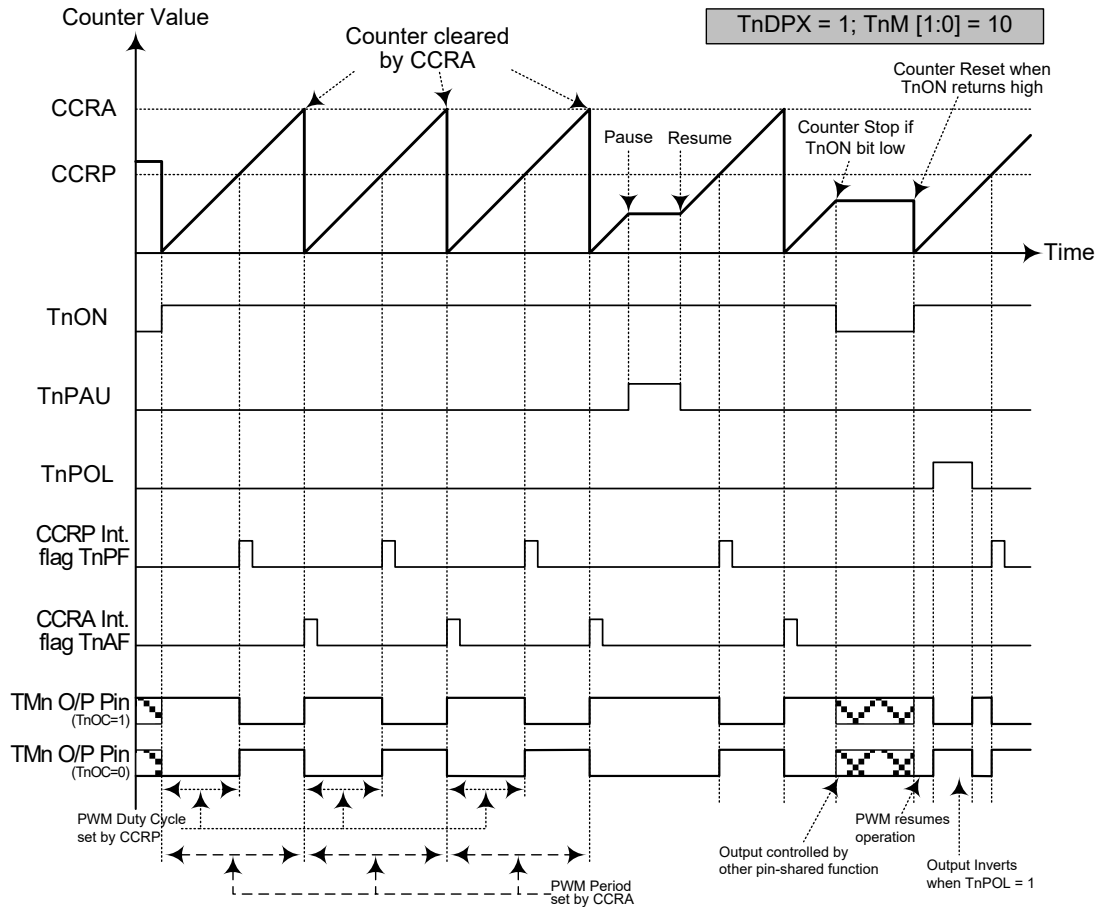 Counter Value
TnDPX = 1; TnM [1:0] = 10
Counter cleared
by CCRA
Counter Reset when
TnON returns high
CCRA
Counter Stop if
TnON bit low
Pause
Resume
CCRP
Time
TnON
TnPAU
TnPOL
CCRP Int.
flag TnPF
CCRA Int.
flag TnAF
TMn O/P Pin
(TnOC=1)
TMn O/P Pin
(TnOC=0)
PWM Duty Cycle
set by CCRP
PWM resumes
operation
Output controlled by
other pin-shared function
Output Inverts
when TnPOL = 1
PWM Period
set by CCRA